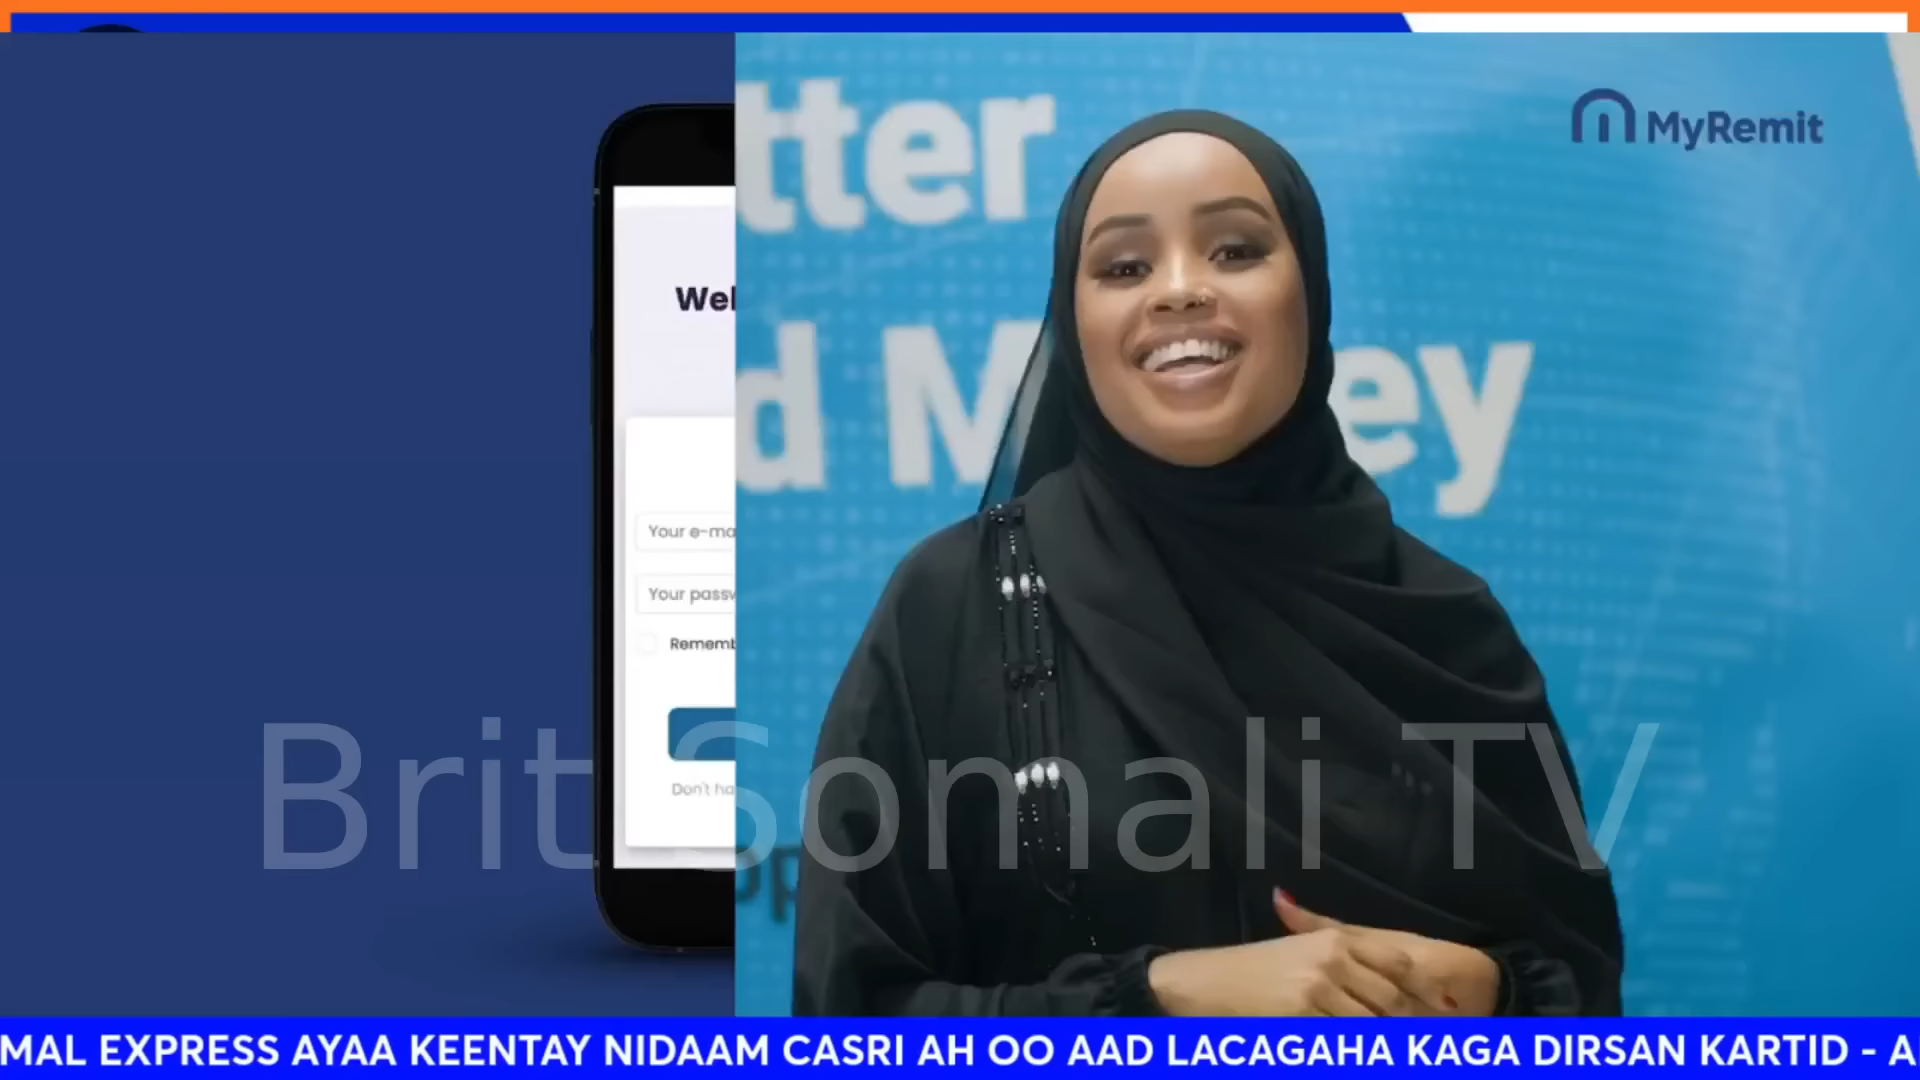 tter
MyRemit
Wel
d M ey
Your e-ma
Your passw
Rememb
Brit Somali TV
Don't ha
MAL EXPRESS AYAA KEENTAY NIDAAM CASRI AH OO AAD LACAGAHA KAGA DIRSAN KARTID - A